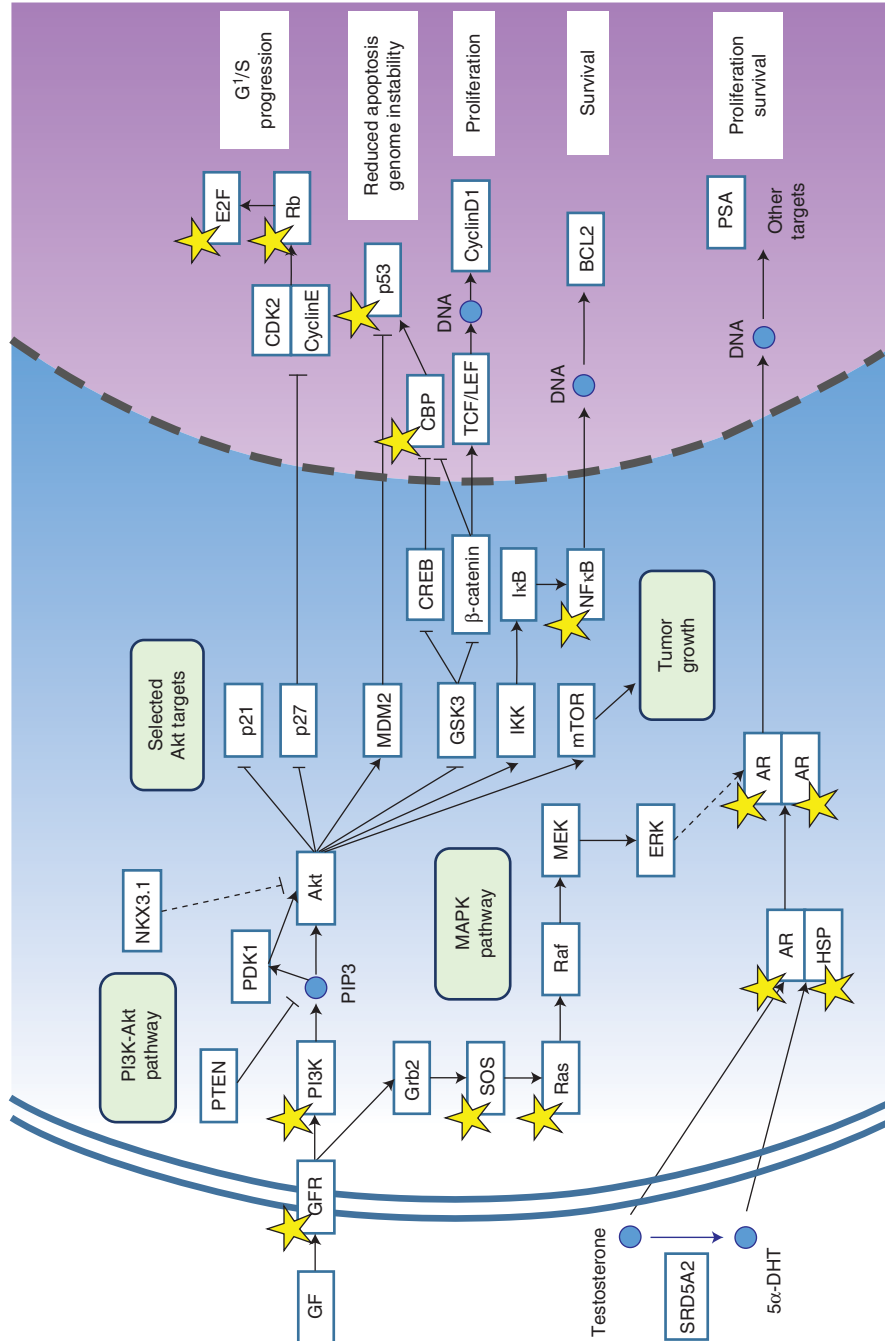 PI3K-Akt
pathway
Selected
Akt targets
NKX3.1
PTEN
PDK1
PIP3
GF
GFR
PI3K
Akt
p21
p27
MDM2
GSK3
IKK
mTOR
CREB
β-catenin
IκB
NFκB
Tumor
growth
MAPK
pathway
Grb2
SOS
Ras
Raf
MEK
ERK
Testosterone
SRD5A2
5α-DHT
AR
HSP
AR
AR
CDK2
CyclinE
Rb
E2F
CBP
p53
TCF/LEF
DNA
CyclinD1
DNA
BCL2
DNA
PSA
Other
targets
G¹/S
progression
Reduced apoptosis
genome instability
Proliferation
Survival
Proliferation
survival